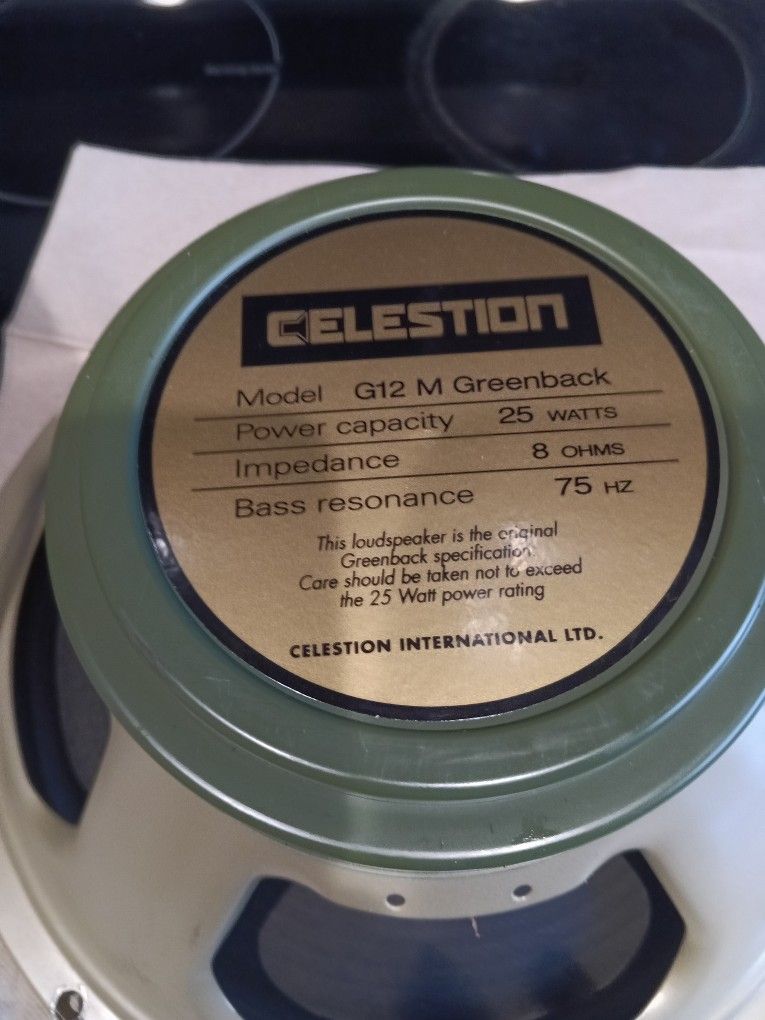 CELESTION
Model G12 M Greenback
Power capacity 25 WATTS
Impedance 8 OHMS
Bass resonance 75 HZ
This loudspeaker is the original
Greenback specification.
Care should be taken not to exceed
the 25 Watt power rating
CELESTION INTERNATIONAL LTD.